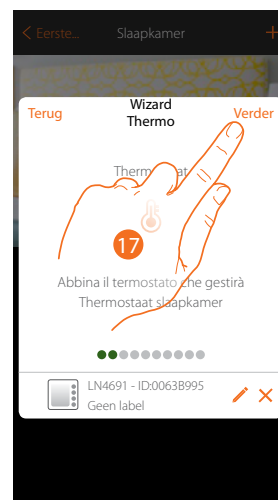 Eerste... Slaapkamer
Terug Wizard Verder
Thermo
Thermostaat
17
Abbina il termostato che gestirà
Thermostaat slaapkamer
LN4691 - ID:0063B995
Geen label